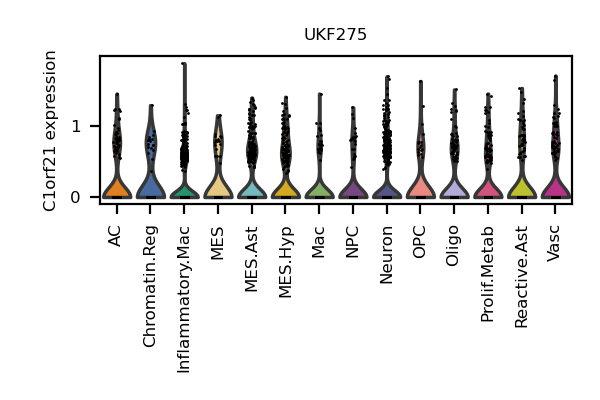 UKF275
C1orf21 expression
1
0
AC
Chromatin.Reg
Inflammatory.Mac
MES
MES.Ast
MES.Hyp
Mac
NPC
Neuron
OPC
Oligo
Prolif.Metab
Reactive.Ast
Vasc